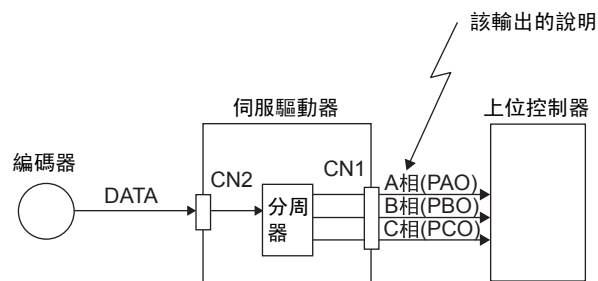 該輸出的說明
伺服驅動器
上位控制器
編碼器
DATA
CN2
CN1
分周
器
A相(PAO)
B相(PBO)
C相(PCO)